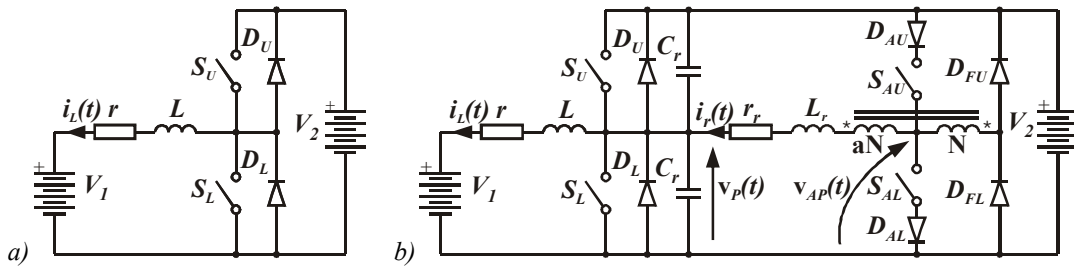 a)
D_U
S_U
i_L(t) r
L
V_2
+
+
V_1
D_L
S_L
b)
D_U
C_r
S_U
i_L(t) r
L
+
V_1
D_L
C_r
S_L
i_r(t) r_r
L_r
v_P(t)
D_AU
S_AU
D_FU
*
aN
N
*
V_2
+
v_AP(t)
S_AL
D_AL
D_FL